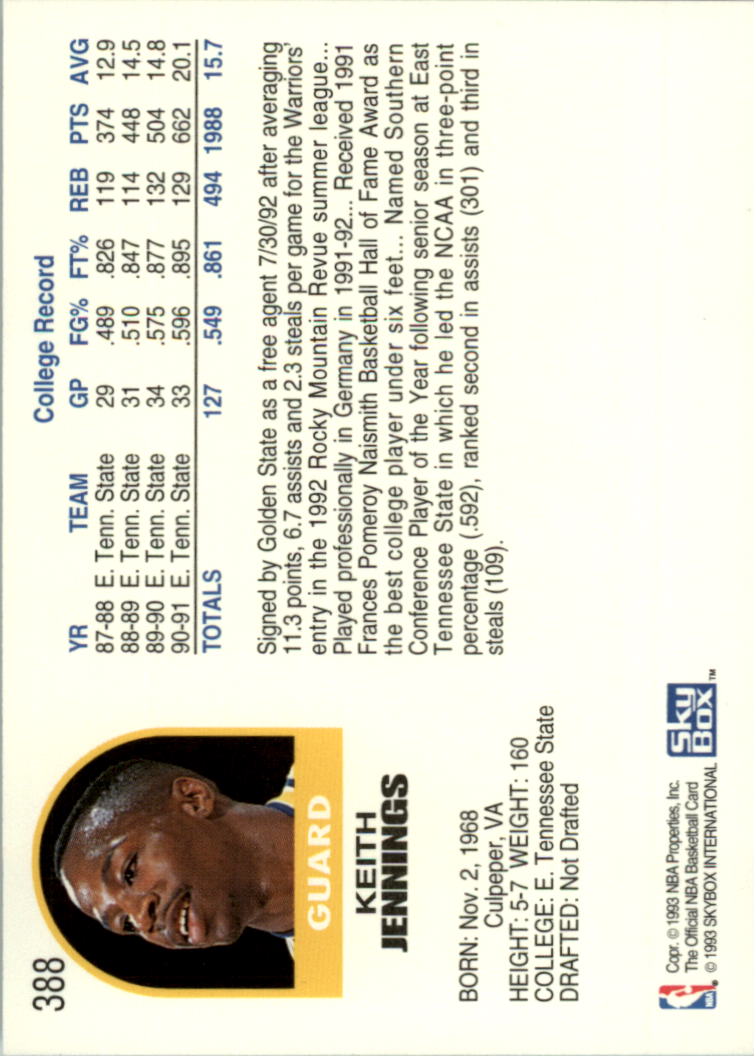 388
GUARD
KEITH
JENNINGS
BORN: Nov. 2, 1968
Culpeper, VA
HEIGHT: 5-7 WEIGHT: 160
COLLEGE: E. Tennessee State
DRAFTED: Not Drafted
College Record
YR TEAM GP FG% FT% REB PTS AVG
87-88 E. Tenn. State 29 .489 .826 119 374 12.9
88-89 E. Tenn. State 31 .510 .847 114 448 14.5
89-90 E. Tenn. State 34 .575 .877 132 504 14.8
90-91 E. Tenn. State 33 .596 .895 129 662 20.1
TOTALS 127 .549 .861 494 1988 15.7
Signed by Golden State as a free agent 7/30/92 after averaging
11.3 points, 6.7 assists and 2.3 steals per game for the Warriors'
entry in the 1992 Rocky Mountain Revue summer league...
Played professionally in Germany in 1991-92... Received 1991
Frances Pomeroy Naismith Basketball Hall of Fame Award as
the best college player under six feet... Named Southern
Conference Player of the Year following senior season at East
Tennessee State in which he led the NCAA in three-point
percentage (.592), ranked second in assists (301) and third in
steals (109).
NBA
®
Copr. © 1993 NBA Properties, Inc.
The Official NBA Basketball Card
© 1993 SKYBOX INTERNATIONAL
Sky
Box
™